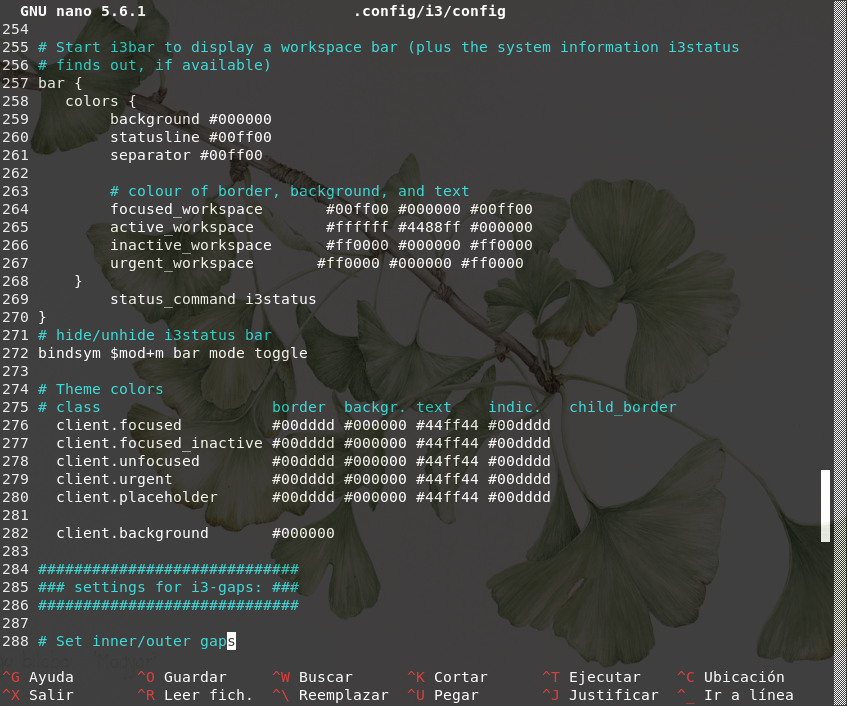 GNU nano 5.6.1                       .config/i3/config
254
255 # Start i3bar to display a workspace bar (plus the system information i3status
256 # finds out, if available)
257 bar {
258    colors {
259         background #000000
260         statusline #00ff00
261         separator #00ff00
262
263         # colour of border, background, and text
264         focused_workspace       #00ff00 #000000 #00ff00
265         active_workspace        #ffffff #4488ff #000000
266         inactive_workspace      #ff0000 #000000 #ff0000
267         urgent_workspace       #ff0000 #000000 #ff0000
268     }
269         status_command i3status
270 }
271 # hide/unhide i3status bar
272 bindsym $mod+m bar mode toggle
273
274 # Theme colors
275 # class                   border  backgr. text    indic.   child_border
276   client.focused          #00dddd #000000 #44ff44 #00dddd
277   client.focused_inactive #00dddd #000000 #44ff44 #00dddd
278   client.unfocused        #00dddd #000000 #44ff44 #00dddd
279   client.urgent           #00dddd #000000 #44ff44 #00dddd
280   client.placeholder      #00dddd #000000 #44ff44 #00dddd
281
282   client.background       #000000
283
284 #############################
285 ### settings for i3-gaps: ###
286 #############################
287
288 # Set inner/outer gaps
^G Ayuda       ^O Guardar     ^W Buscar      ^K Cortar      ^T Ejecutar    ^C Ubicación
^X Salir       ^R Leer fich.  ^\ Reemplazar  ^U Pegar       ^J Justificar  ^_ Ir a línea